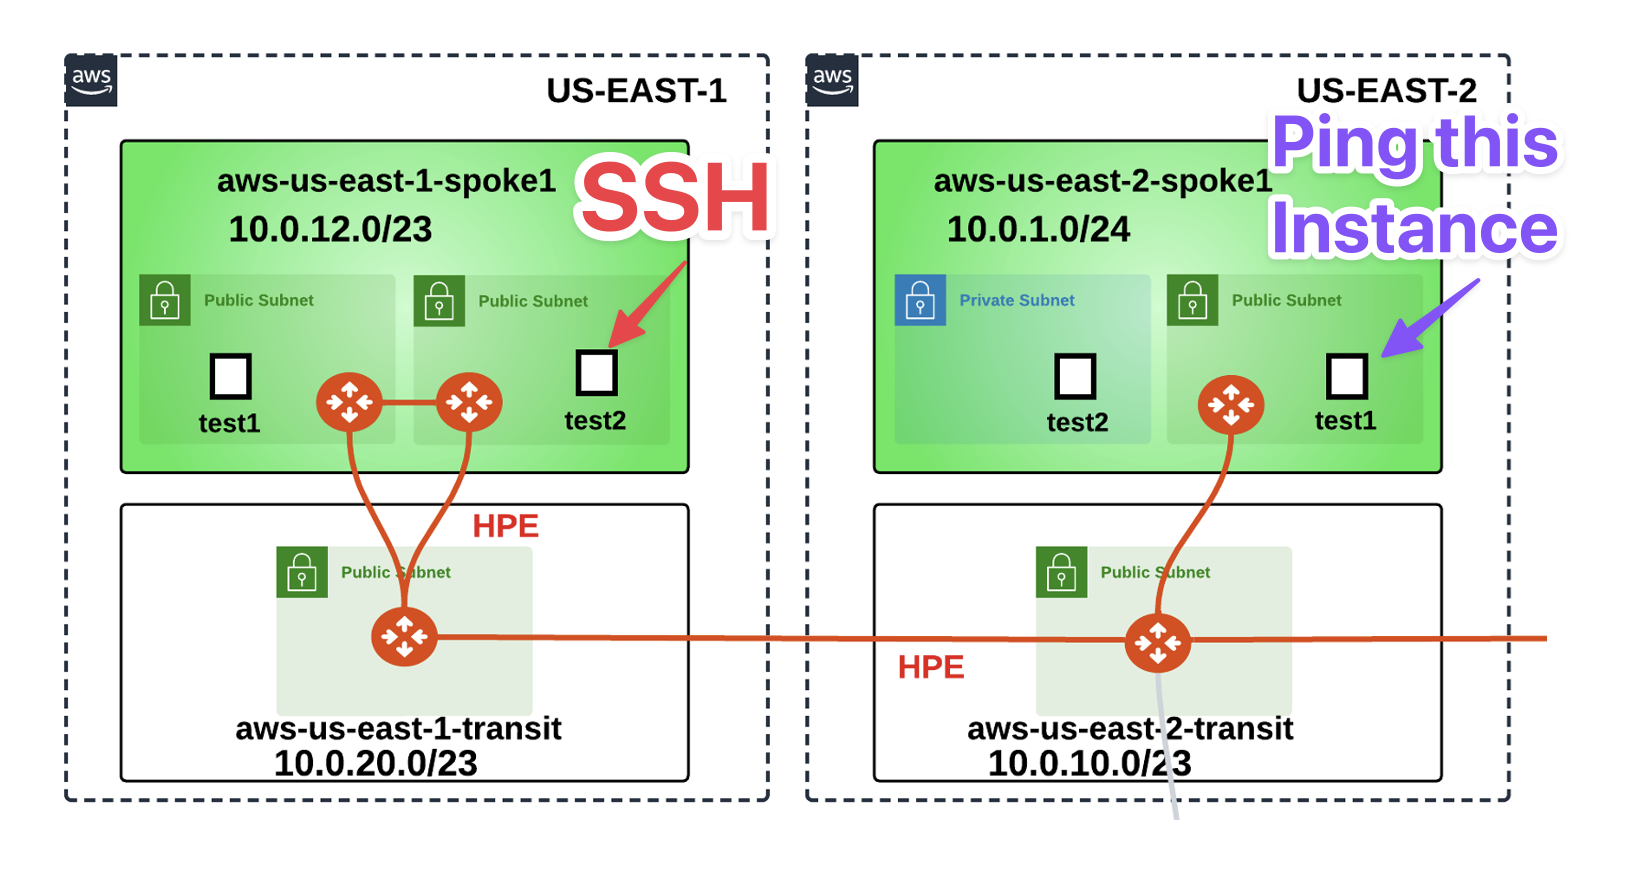 aws
US-EAST-1
aws-us-east-1-spoke1
10.0.12.0/23
SSH
Public Subnet
Public Subnet
test1
test2
HPE
Public Subnet
aws-us-east-1-transit
10.0.20.0/23
aws
US-EAST-2
Ping this
Instance
aws-us-east-2-spoke1
10.0.1.0/24
Private Subnet
Public Subnet
test2
test1
HPE
Public Subnet
aws-us-east-2-transit
10.0.10.0/23